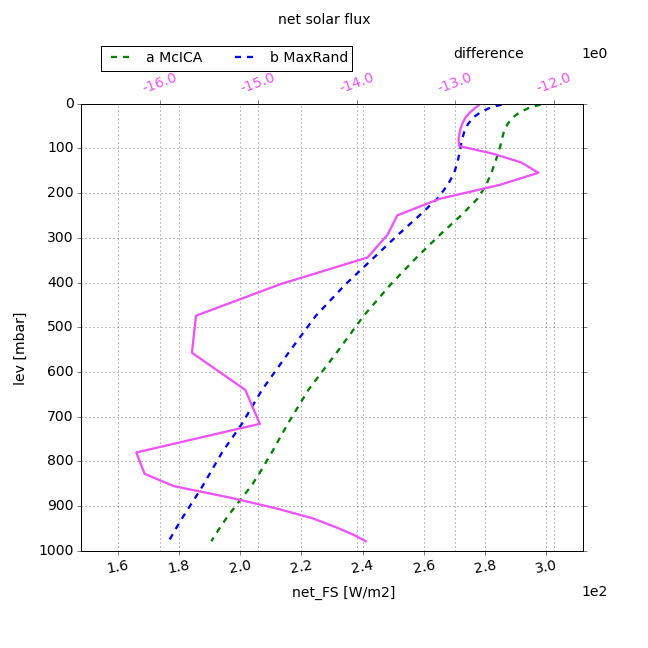 net solar flux
a McICA b MaxRand difference 1e0
-16.0 -15.0 -14.0 -13.0 -12.0
0
100
200
300
400
500
600
700
800
900
1000
lev [mbar]
1.6 1.8 2.0 2.2 2.4 2.6 2.8 3.0
net_FS [W/m2] 1e2